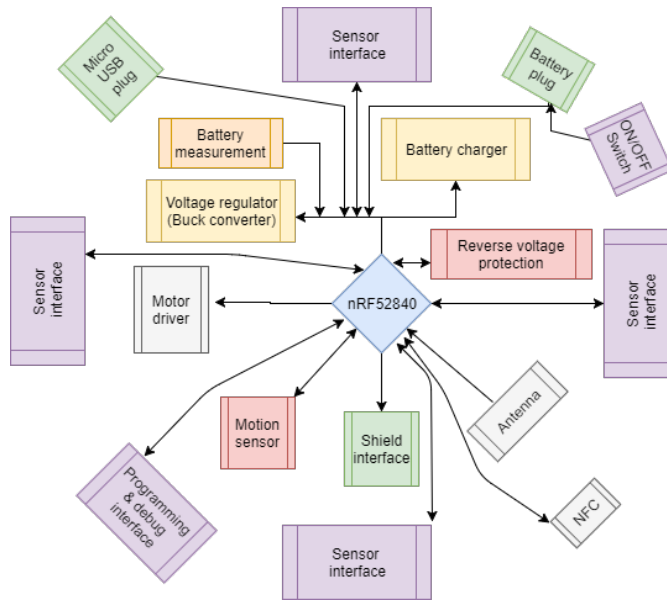 Micro
USB
plug
Sensor
interface
Battery
plug
ON/OFF
Switch
Battery
measurement
Battery charger
Voltage regulator
(Buck converter)
Sensor
interface
Reverse voltage
protection
Sensor
interface
Motor
driver
nRF52840
Motion
sensor
Shield
interface
Antenna
Programming
& debug
interface
NFC
Sensor
interface